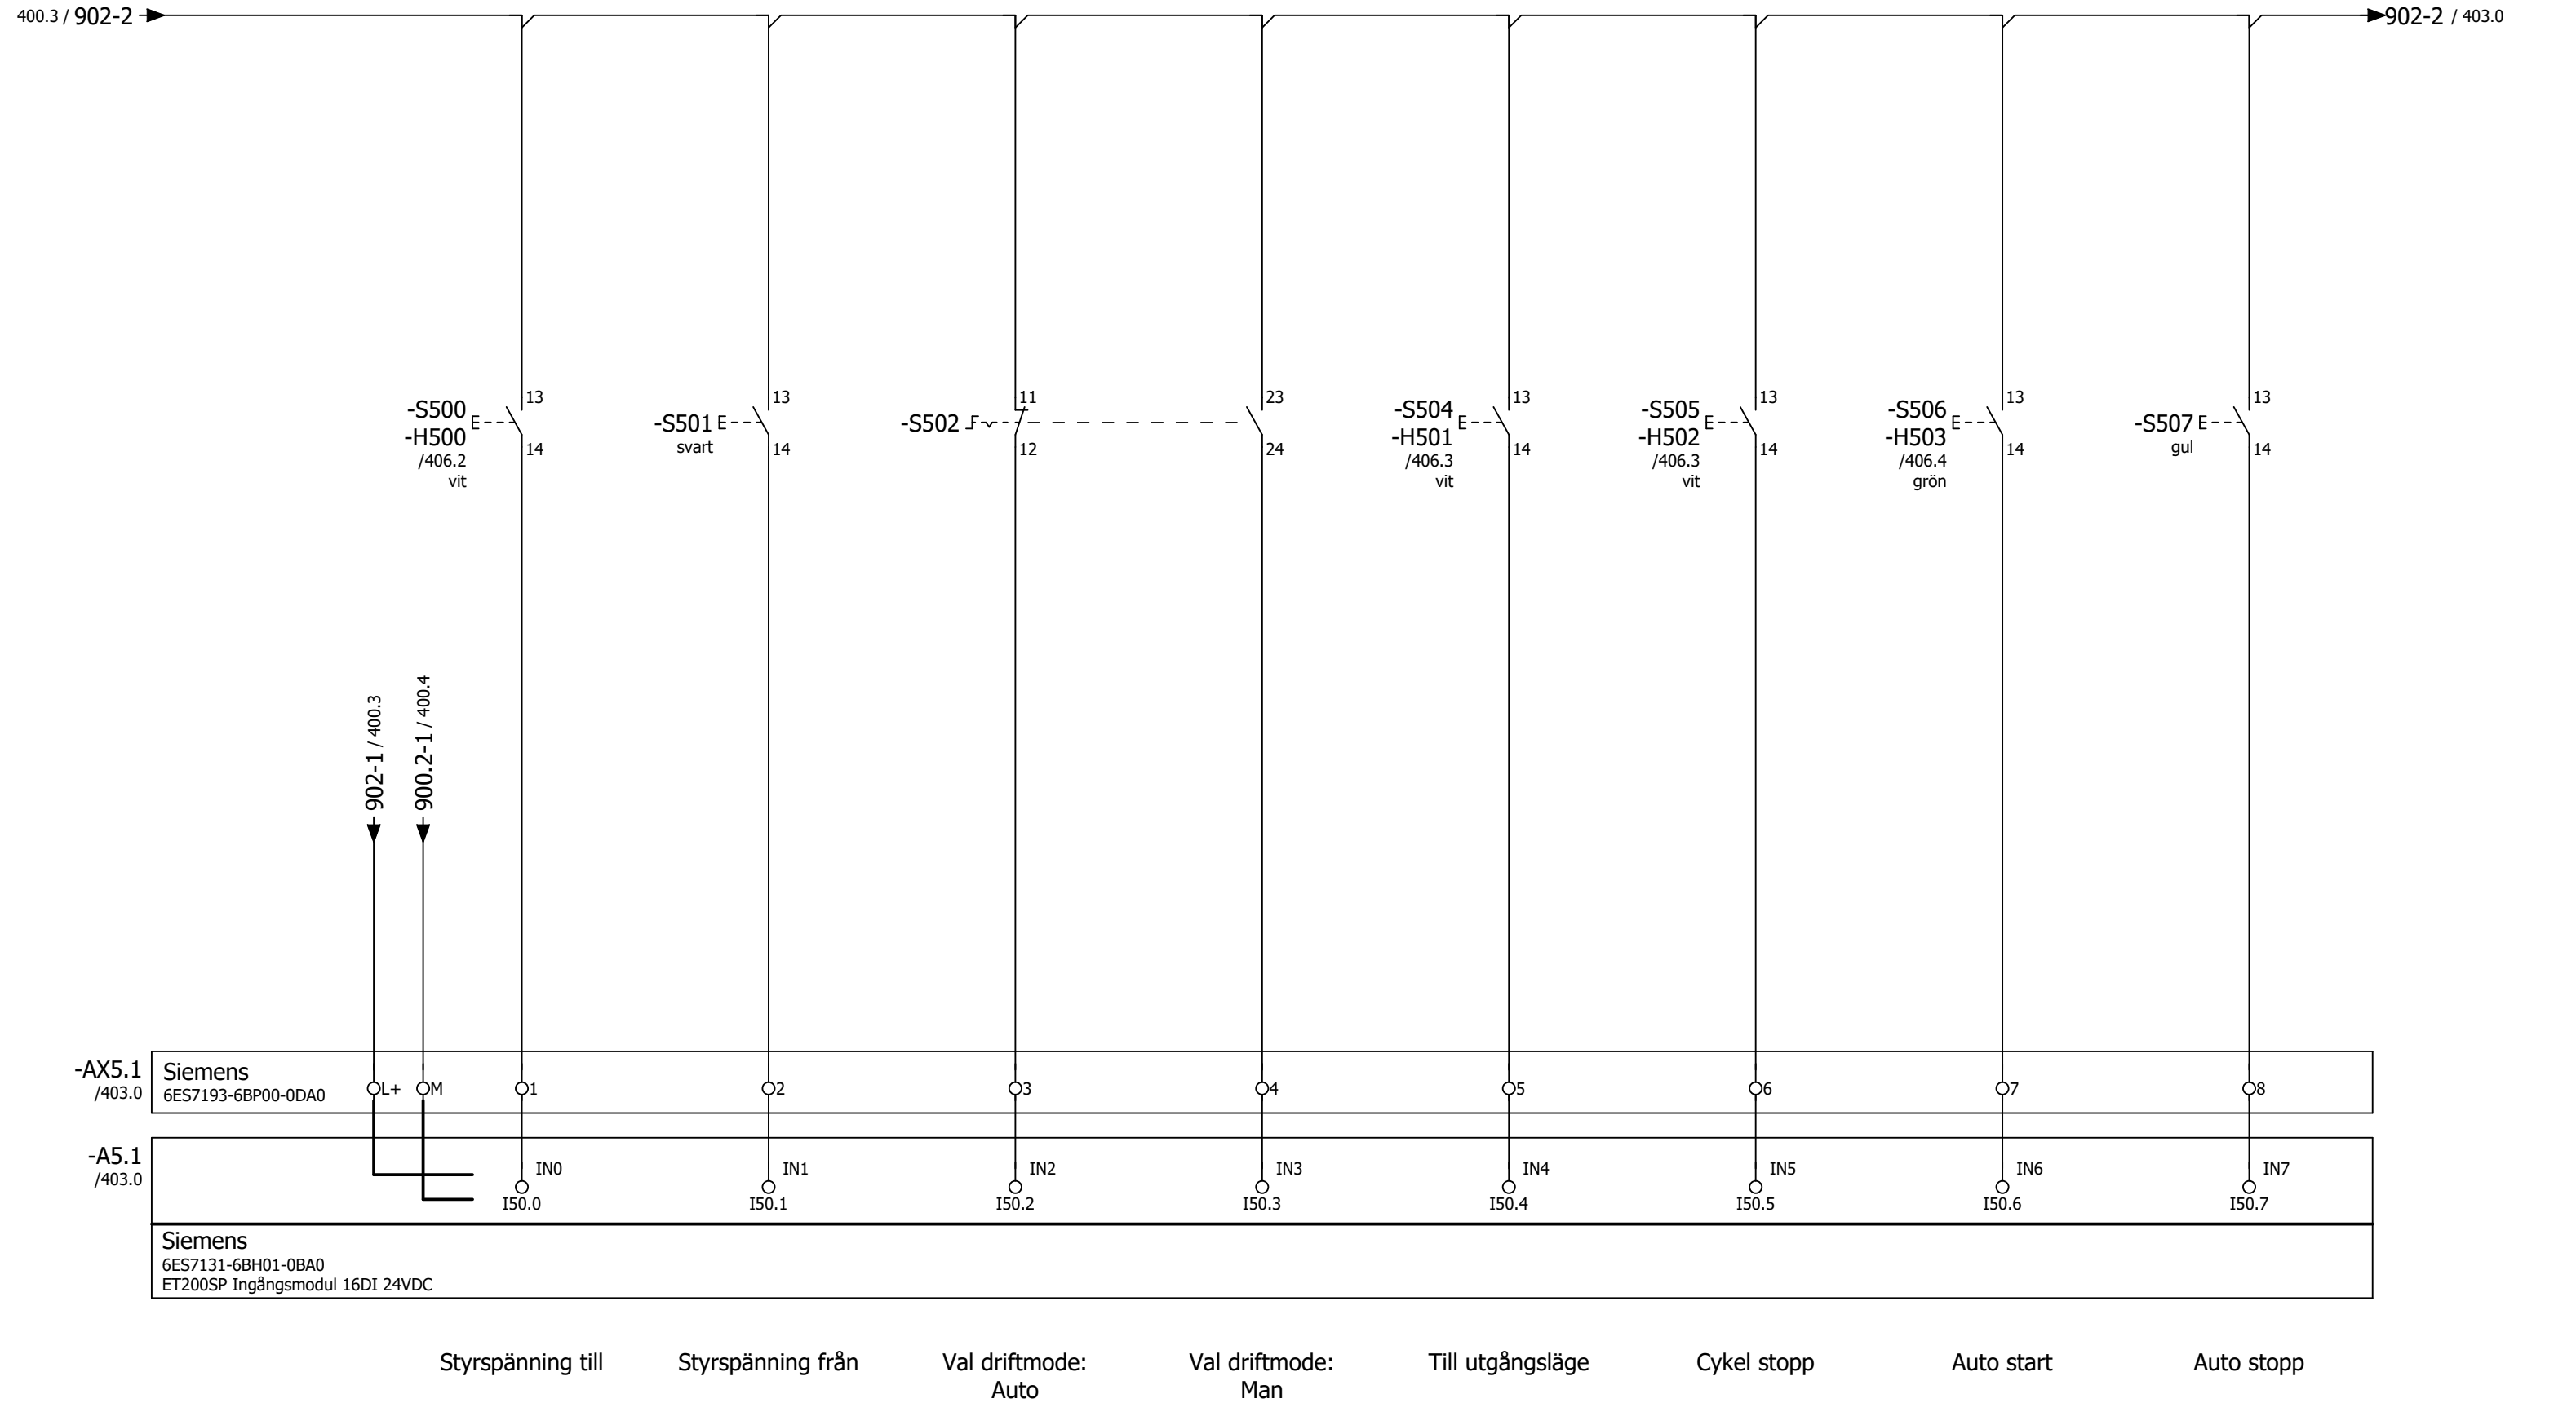 400.3 / 902-2
902-2 / 403.0
-S500
-H500
/406.2
vit
E
13
14
-S501
svart
E
13
14
-S502
11
12
23
24
-S504
-H501
/406.3
vit
E
13
14
-S505
-H502
/406.3
vit
E
13
14
-S506
-H503
/406.4
grön
E
13
14
-S507
gul
E
13
14
902-1 / 400.3
900.2-1 / 400.4
-AX5.1
/403.0
Siemens
6ES7193-6BP00-0DA0
L+ M 1 2 3 4 5 6 7 8
-A5.1
/403.0
IN0 IN1 IN2 IN3 IN4 IN5 IN6 IN7
I50.0 I50.1 I50.2 I50.3 I50.4 I50.5 I50.6 I50.7
Siemens
6ES7131-6BH01-0BA0
ET200SP Ingångsmodul 16DI 24VDC
Styrspänning till
Styrspänning från
Val driftmode:
Auto
Val driftmode:
Man
Till utgångsläge
Cykel stopp
Auto start
Auto stopp